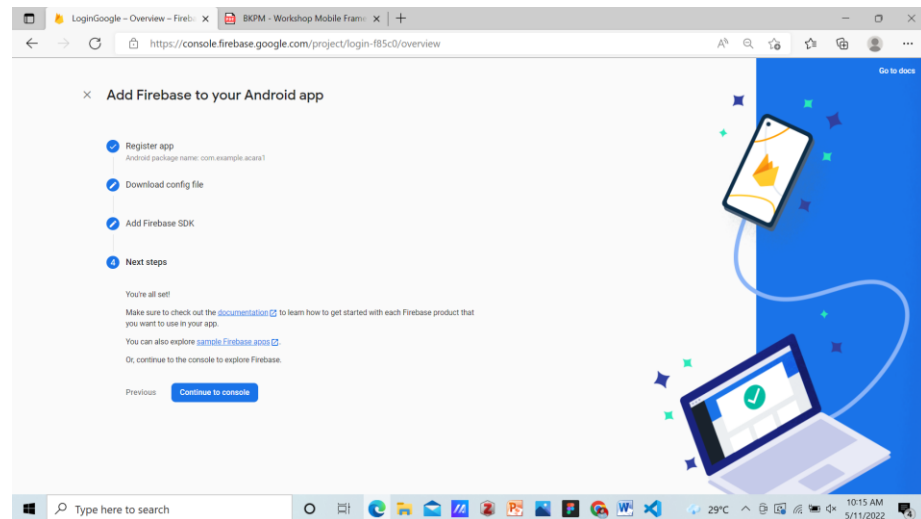 LoginGoogle – Overview – Fireb
BKPM - Workshop Mobile Frame
https://console.firebase.google.com/project/login-f85c0/overview
Go to docs
Add Firebase to your Android app
Register app
Android package name: com.example.acara1
Download config file
Add Firebase SDK
4 Next steps
You're all set!
Make sure to check out the documentation to learn how to get started with each Firebase product that
you want to use in your app.
You can also explore sample Firebase apps.
Or, continue to the console to explore Firebase.
Previous Continue to console
Type here to search
29°C
10:15 AM
5/11/2022